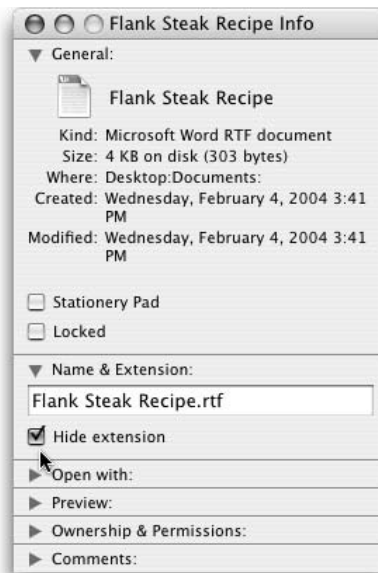 Flank Steak Recipe Info
General:
Flank Steak Recipe
Kind: Microsoft Word RTF document
Size: 4 KB on disk (303 bytes)
Where: Desktop:Documents:
Created: Wednesday, February 4, 2004 3:41
PM
Modified: Wednesday, February 4, 2004 3:41
PM
Stationery Pad
Locked
Name & Extension:
Flank Steak Recipe.rtf
Hide extension
Open with:
Preview:
Ownership & Permissions:
Comments: